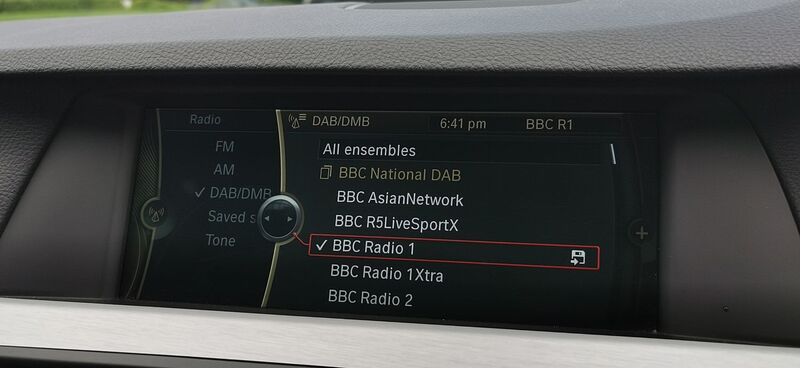 Radio
FM
AM
✓ DAB/DMB
Saved s
Tone
DAB/DMB 6:41 pm BBC R1
All ensembles
BBC National DAB
BBC AsianNetwork
BBC R5LiveSportX
✓ BBC Radio 1
BBC Radio 1Xtra
BBC Radio 2